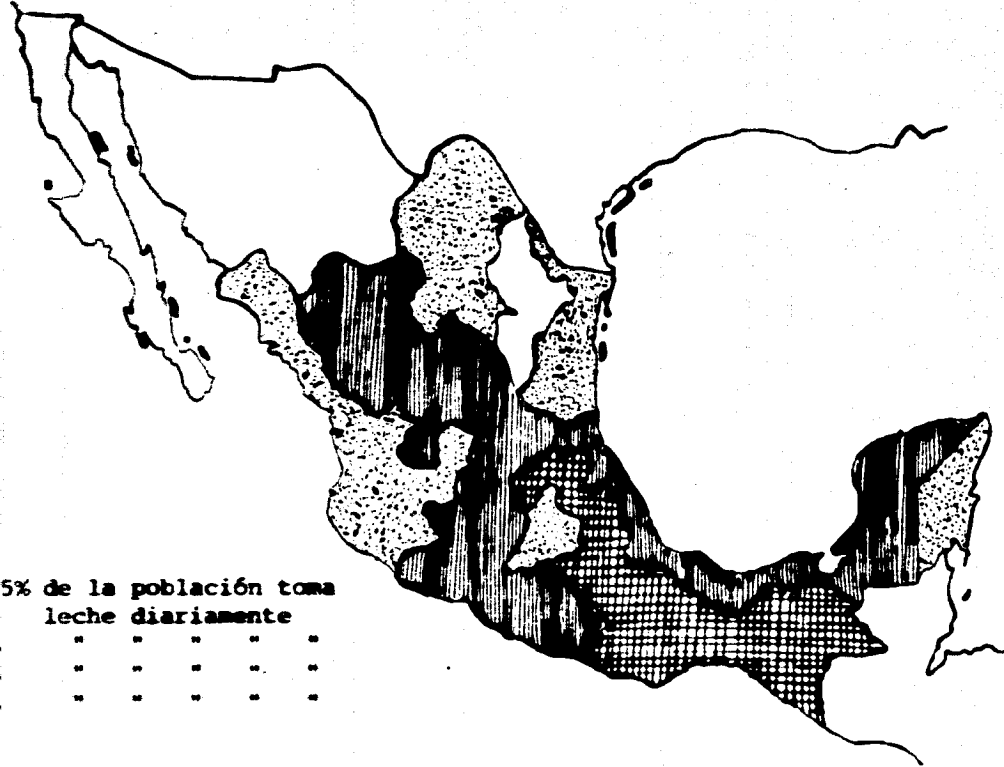 5% de la población toma
leche diariamente
" " " " "
" " " " "
" " " " "